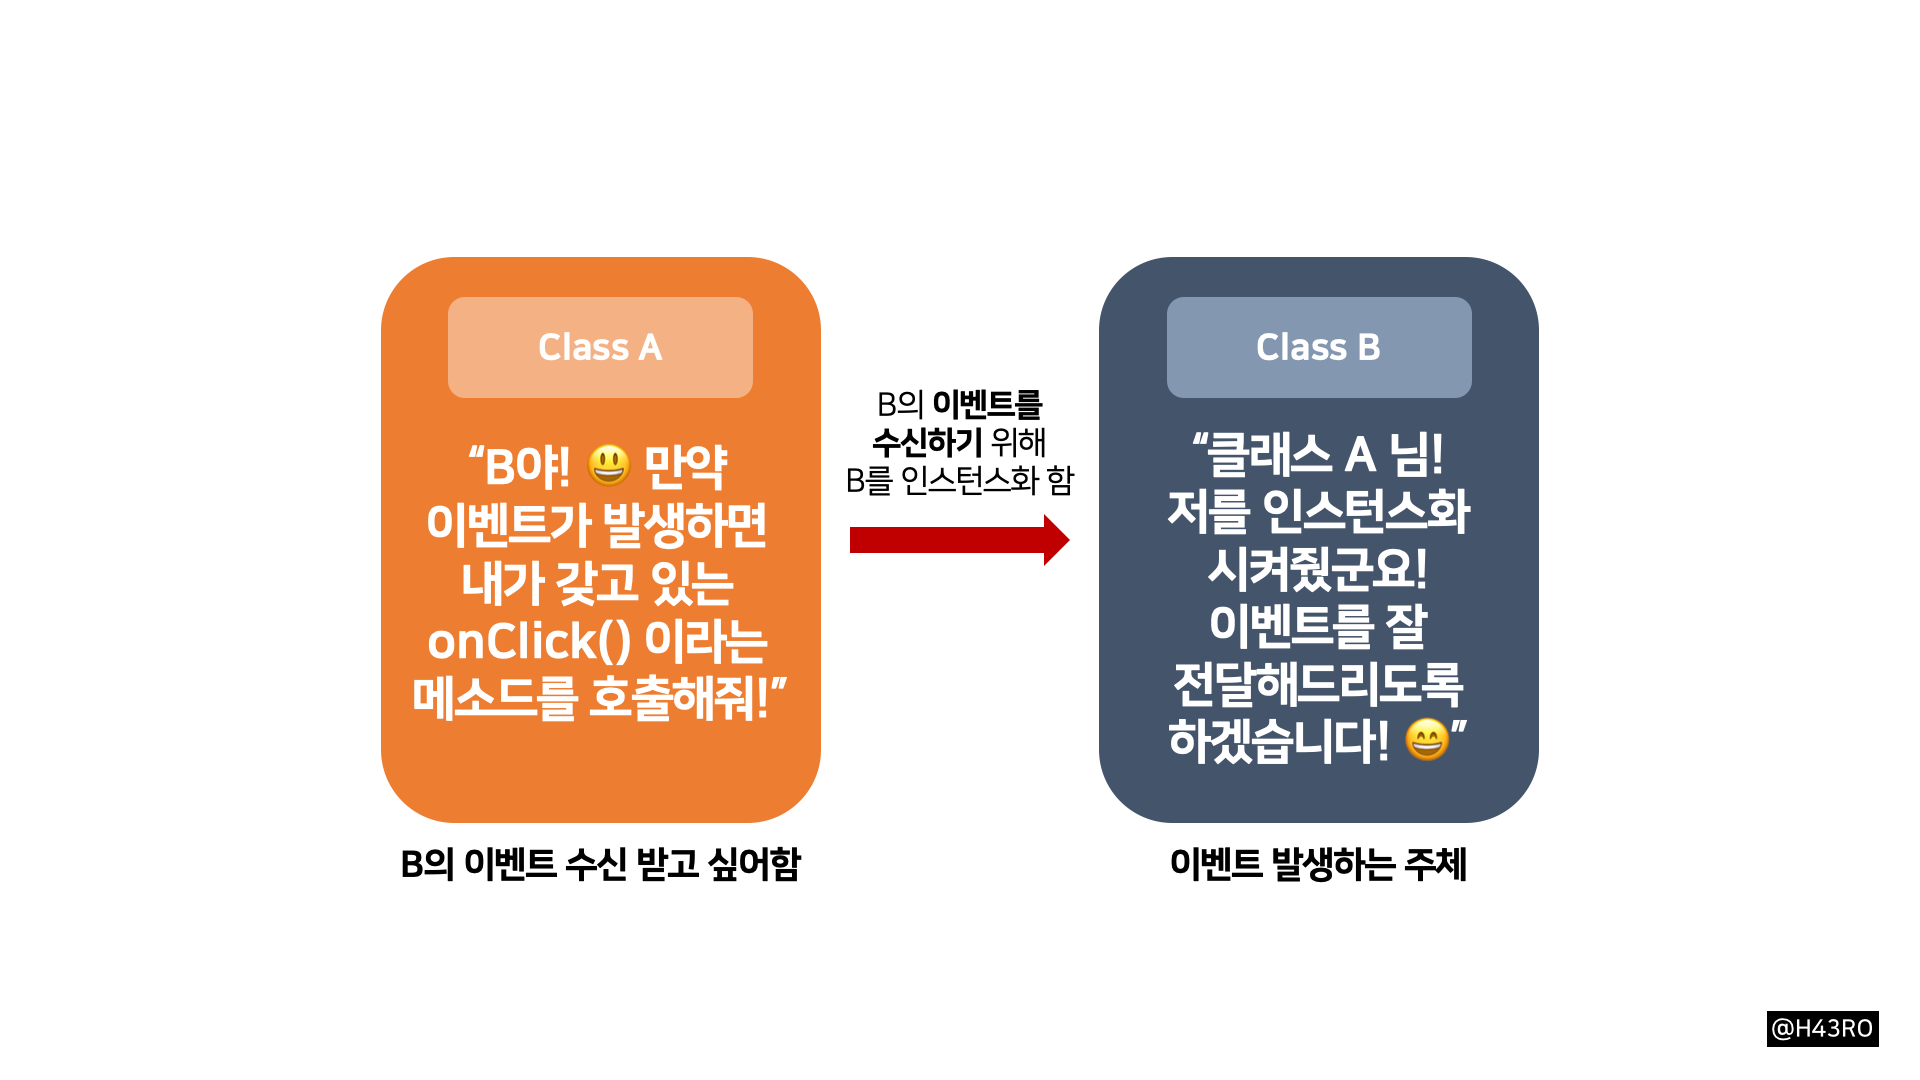 Class A
“B야! 😃 만약
이벤트가 발생하면
내가 갖고 있는
onClick() 이라는
메소드를 호출해줘!”
B의 이벤트 수신 받고 싶어함
B의 이벤트를
수신하기 위해
B를 인스턴스화 함
Class B
“클래스 A 님!
저를 인스턴스화
시켜줬군요!
이벤트를 잘
전달해드리도록
하겠습니다! 😄”
이벤트 발생하는 주체
@H43RO